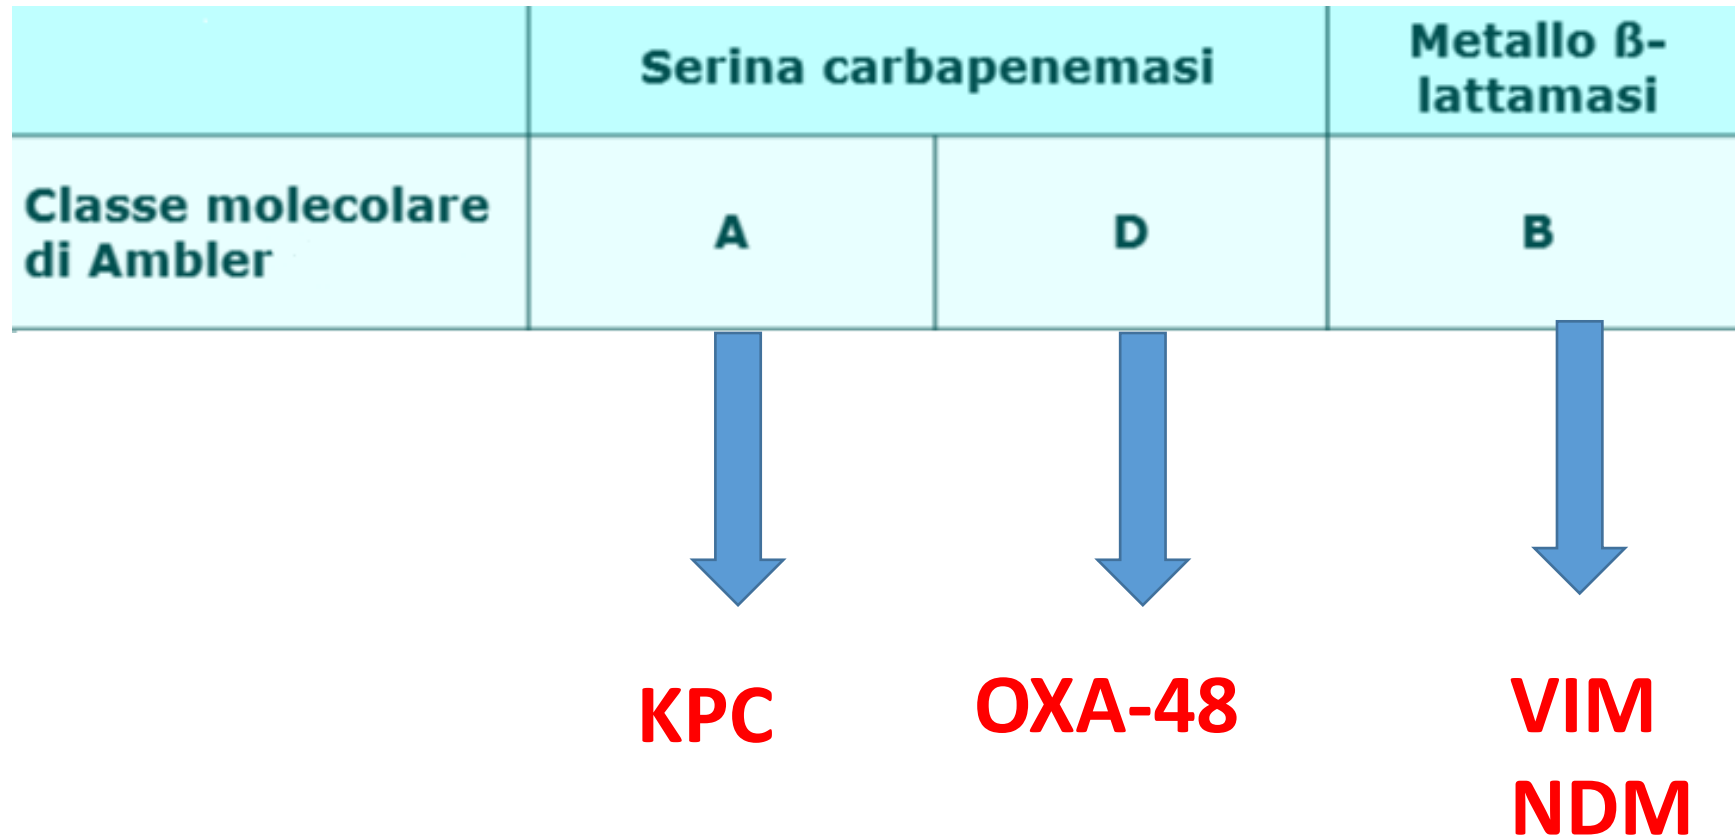 Serina carbapenemasi
Metallo ß-
lattamasi
Classe molecolare
di Ambler
A
D
B
KPC
OXA-48
VIM
NDM